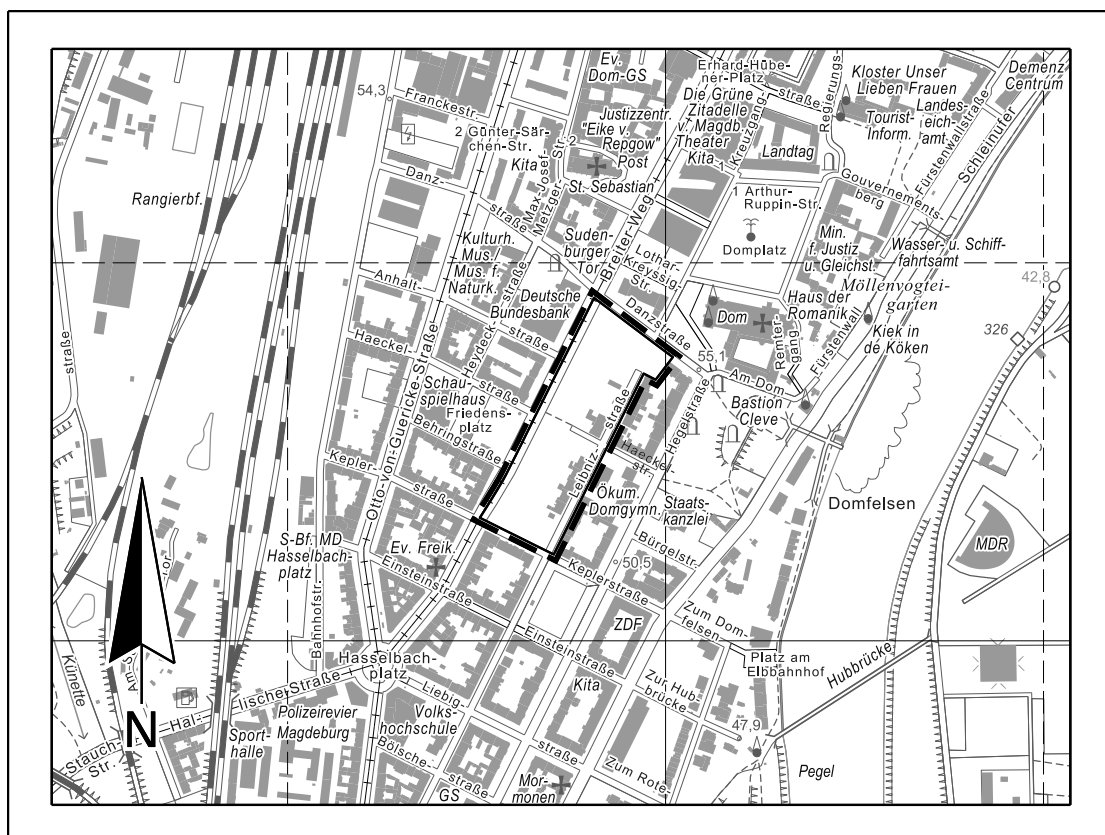 Ev.
Dom-GS
Erhard-Hübe-
ner-Platz
straße
Regierungs-
Kloster Unser
Lieben Frauen
Demenz
Centrum
54,3
Franckestr.
Justizzentr.
"Eike v.
Repgow"
Post
Die Grüne
Zitadelle
v. Magdb.
Theater
Kita
Kreuzgang-
Tourist-
Inform.
Landes-
eich-
amt
Fürstenwallstraße
Schleinufer
2 Günter-Sär-
chen-Str.
Kita
2
Max-Josef-
Metzger-
Str.
St. Sebastian
Landtag
1
1 Arthur-
Ruppin-Str.
Gouvernements-
berg
Rangierbf.
Danz-
straße
Breiter-Weg
Domplatz
Min.
f. Justiz
u. Gleichst.
Wasser- u. Schiff-
fahrtsamt
Kulturh.
Mus./
Mus. f.
Naturk.
Sudenburger
Tor
Lothar-
Kreyssig-
Str.
Möllenvogtei-
garten
42,8
Anhalt-
straße
Deutsche
Bundesbank
Danzstraße
Dom
Haus der
Romanik
Remter-
gang
Fürstenwall
Kiek in
de Köken
326
straße
Haeckel-
straße
Heydeck-
straße
55,1
Am-Dom
Bastion
Cleve
Schau-
spielhaus/
Friedens-
platz
Otto-von-Guericke-Straße
Behringstraße
Leibniz-
straße
Hegelstraße
Haeckel-
str.
Kepler-
straße
Ökum.
Domgymn.
Staats-
kanzlei
Domfelsen
MDR
S-Bf. MD
Hasselbach-
platz
Ev. Freik.
Bürgelstr.
50,5
Einsteinstraße
Keplerstraße
Bahnhofstr.
ZDF
Zum Dom-
felsen
Einsteinstraße
Platz am
Elbbahnhof
Hubbrücke
Hasselbach-
platz
Künette
Liebig-
straße
Kita
Zur Hub-
brücke
Hal-
lischer Straße
Polizeirevier
Magdeburg
Volks-
hochschule
47,9
N
Stauch-
Str.
Sport-
halle
Bölsche-
straße
GS
Mor-
monen
Zum Rote-
Pegel